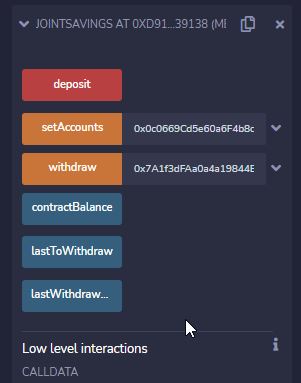 JOINTSAVINGS AT 0XD91...39138 (ME
deposit
setAccounts 0x0c0669Cd5e60a6F4b8c
withdraw 0x7A1f3dFAa0a4a19844E
contractBalance
lastToWithdraw
lastWithdraw...
Low level interactions
CALLDATA